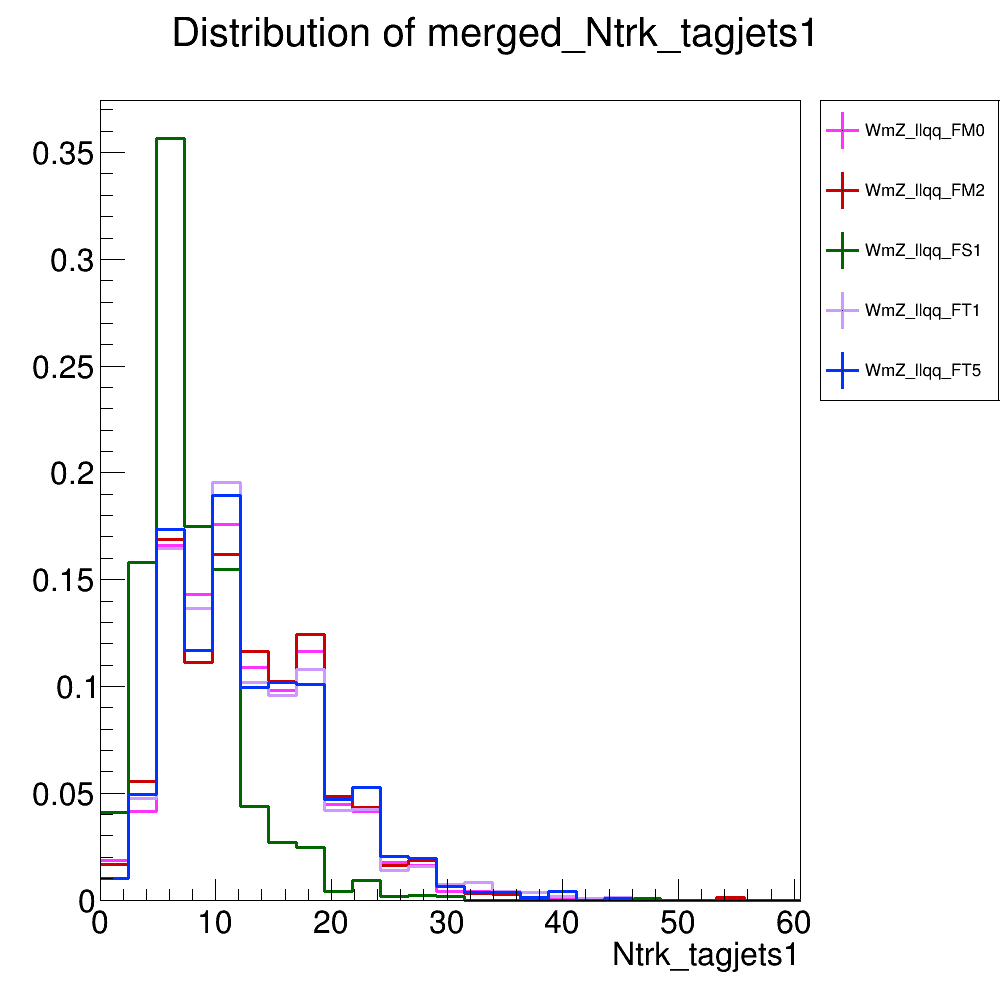 Distribution of merged_Ntrk_tagjets1
0.35
0.3
0.25
0.2
0.15
0.1
0.05
0
0 10 20 30 40 50 60
Ntrk_tagjets1
WmZ_llqq_FM0
WmZ_llqq_FM2
WmZ_llqq_FS1
WmZ_llqq_FT1
WmZ_llqq_FT5